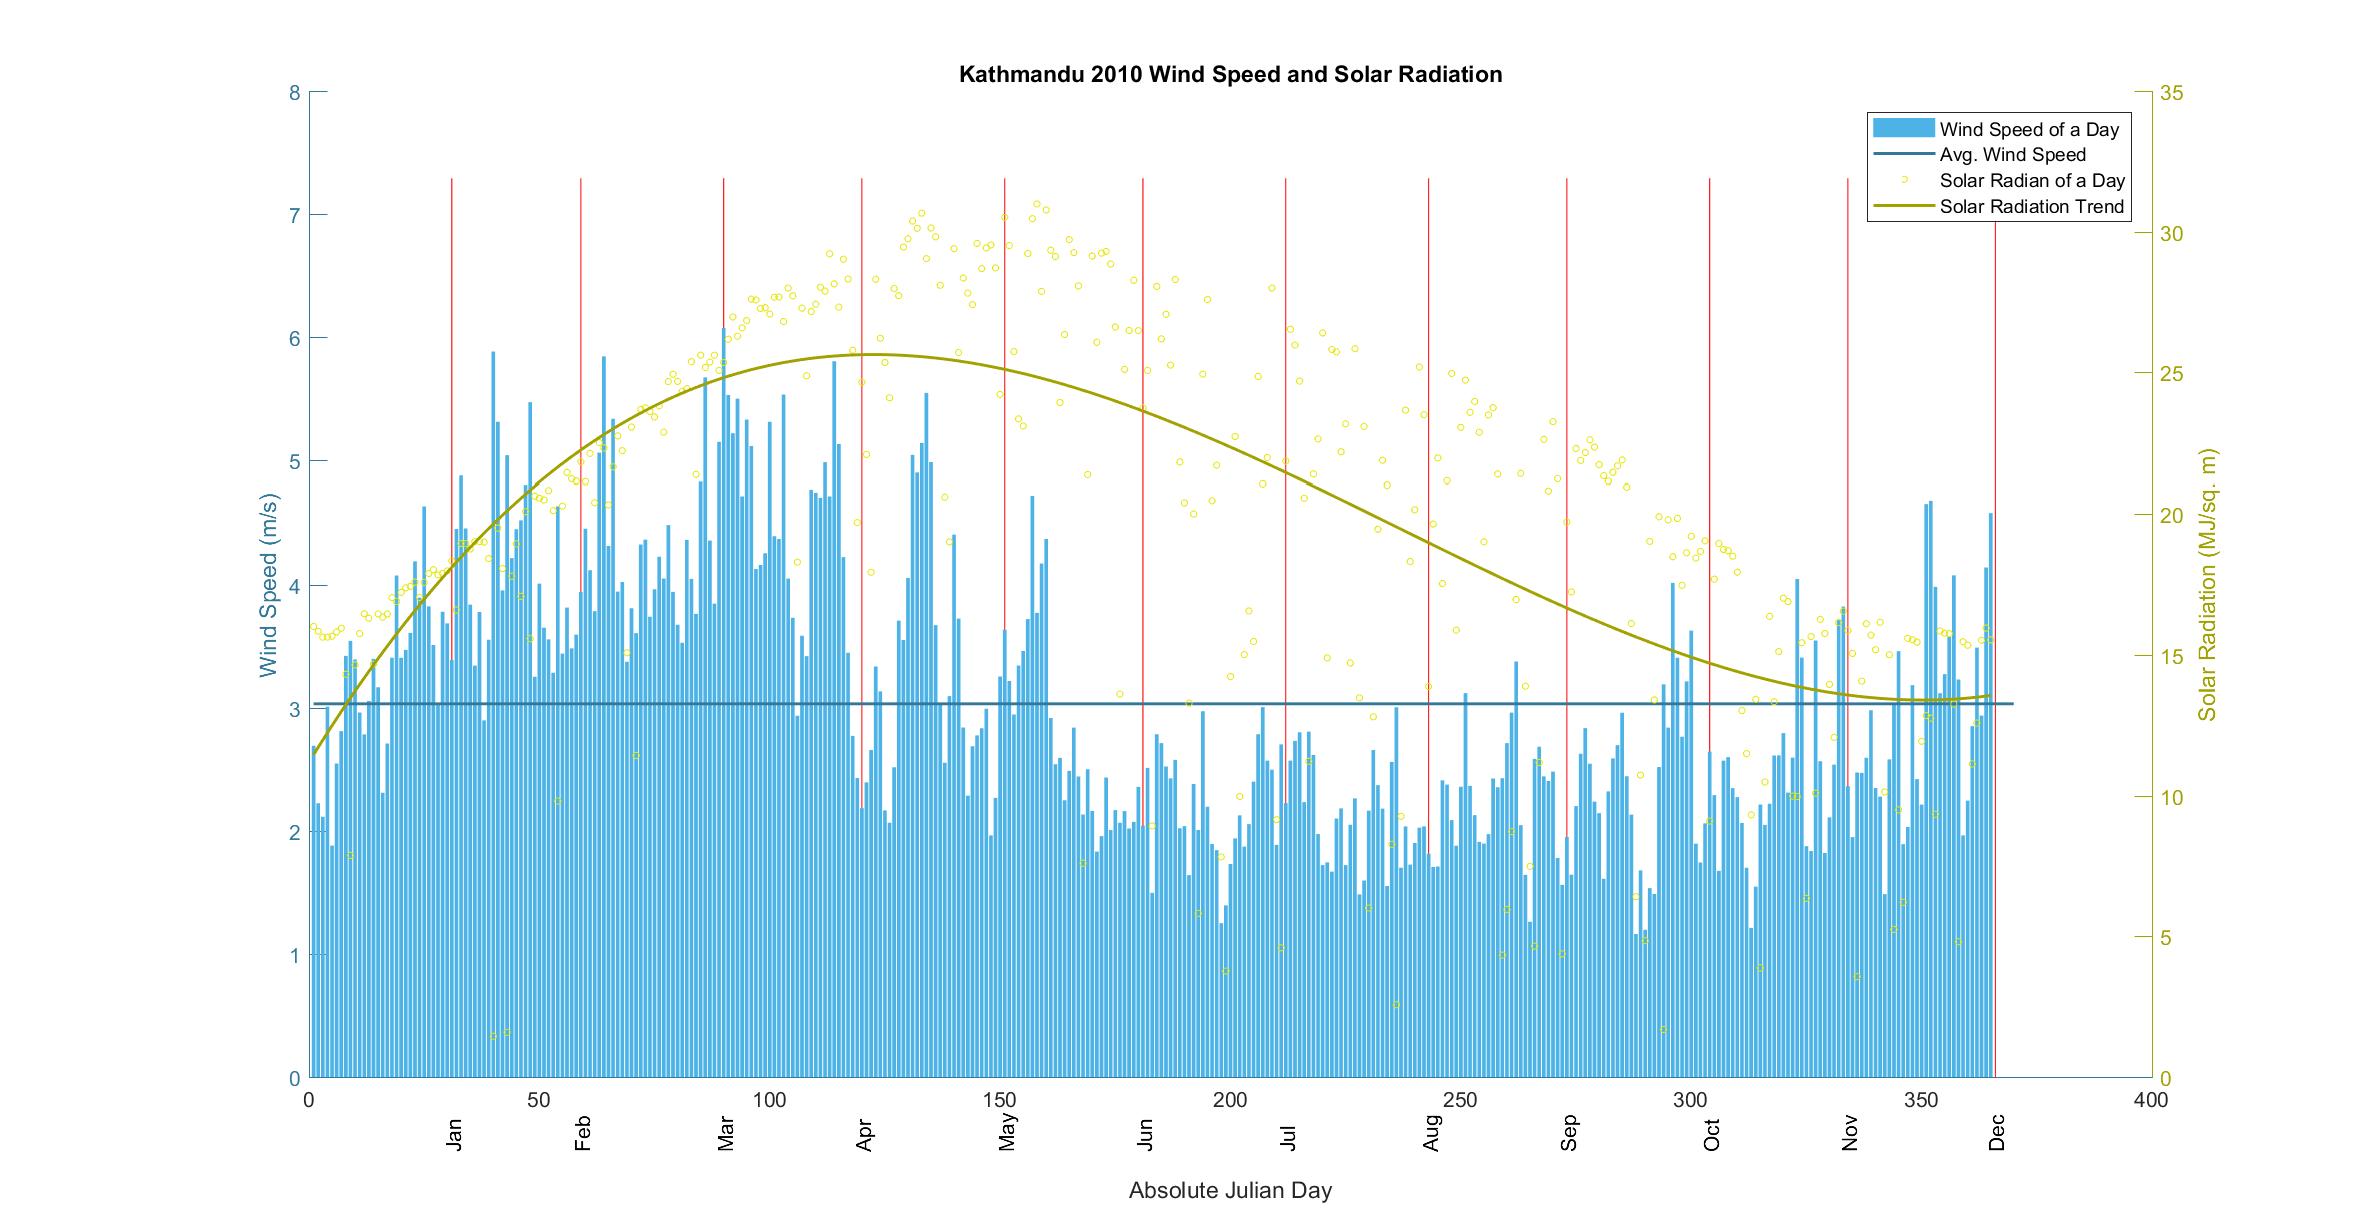 Kathmandu 2010 Wind Speed and Solar Radiation
Wind Speed of a Day
Avg. Wind Speed
Solar Radian of a Day
Solar Radiation Trend
Wind Speed (m/s)
8
7
6
5
4
3
2
1
0
Solar Radiation (MJ/sq. m)
35
30
25
20
15
10
5
0
0 50 100 150 200 250 300 350 400
Jan Feb Mar Apr May Jun Jul Aug Sep Oct Nov Dec
Absolute Julian Day